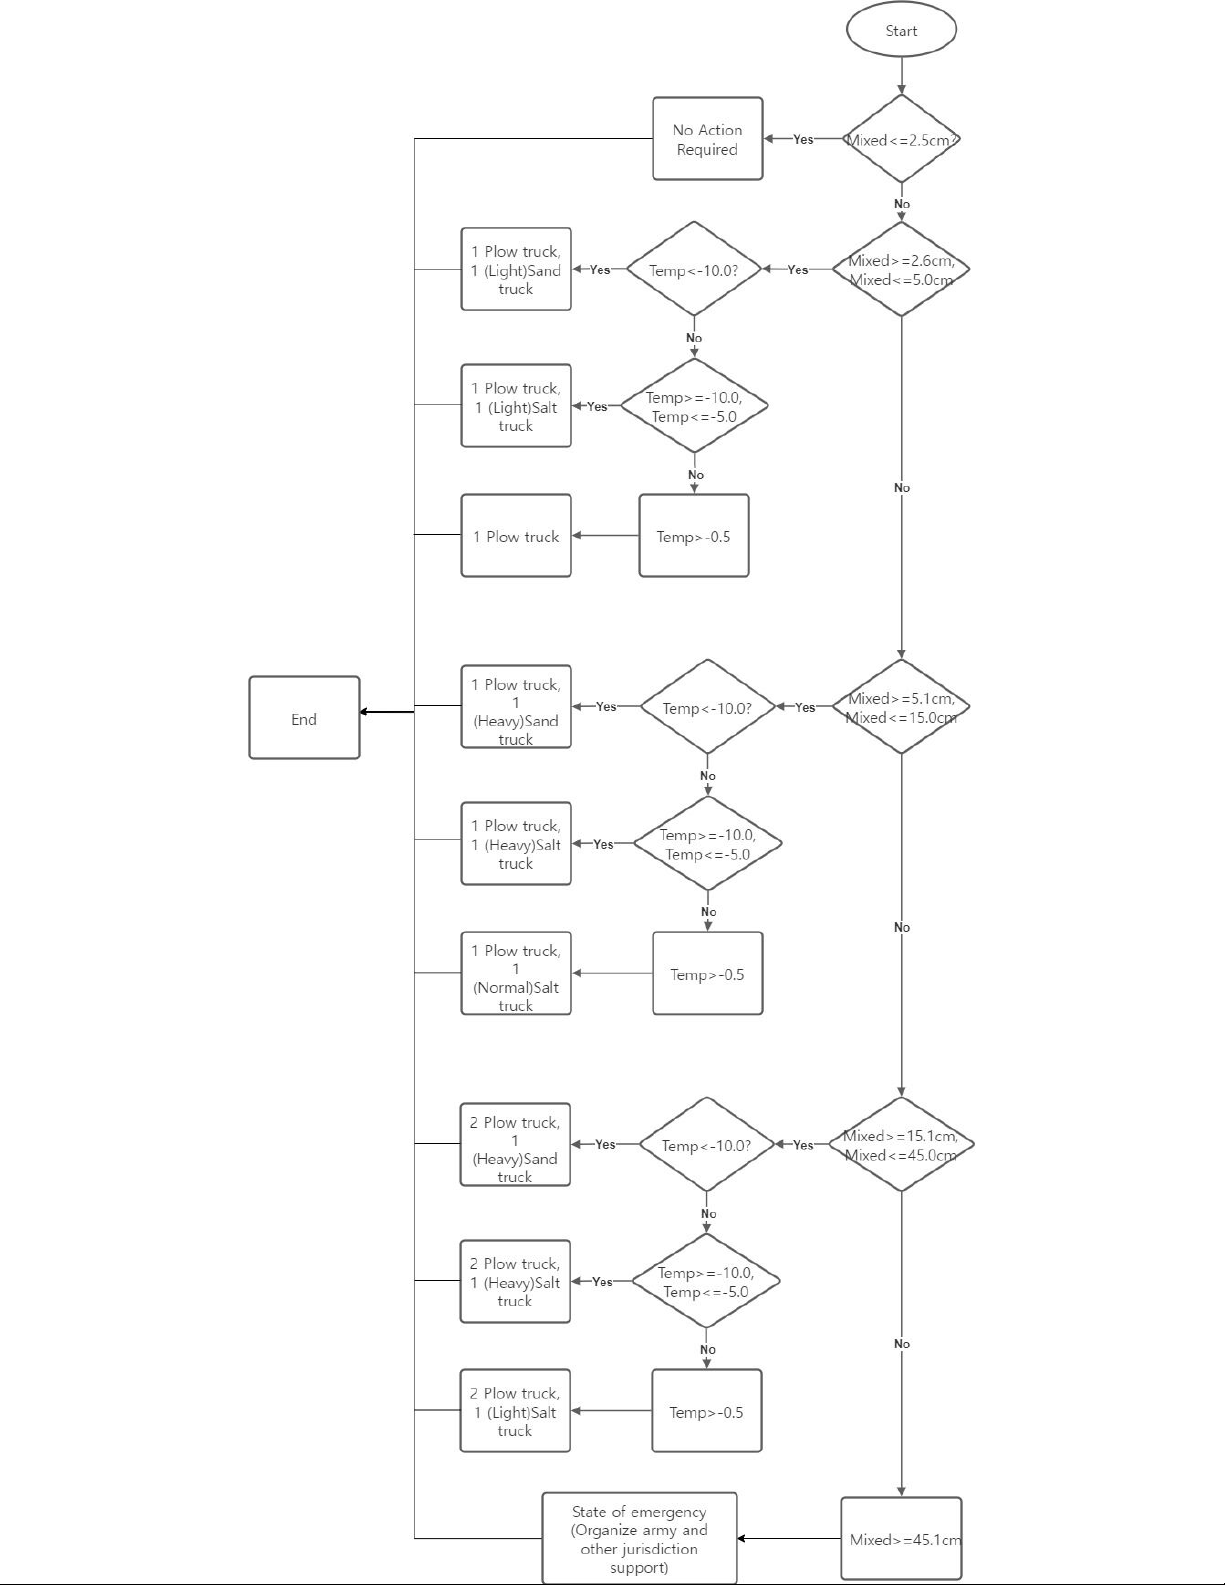 Start
Mixed<=2.5cm?
Yes
No Action
Required
No
Mixed>=2.6cm,
Mixed<=5.0cm
Yes
Temp<-10.0?
Yes
1 Plow truck,
1 (Light)Sand
truck
No
Temp>=-10.0,
Temp<=-5.0
Yes
1 Plow truck,
1 (Light)Salt
truck
No
Temp>-0.5
1 Plow truck
No
Mixed>=5.1cm,
Mixed<=15.0cm
Yes
Temp<-10.0?
Yes
1 Plow truck,
1
(Heavy)Sand
truck
End
No
Temp>=-10.0,
Temp<=-5.0
Yes
1 Plow truck,
1 (Heavy)Salt
truck
No
Temp>-0.5
1 Plow truck,
1
(Normal)Salt
truck
No
Mixed>=15.1cm,
Mixed<=45.0cm
Yes
Temp<-10.0?
Yes
2 Plow truck,
1
(Heavy)Sand
truck
No
Temp>=-10.0,
Temp<=-5.0
Yes
2 Plow truck,
1 (Heavy)Salt
truck
No
Temp>-0.5
2 Plow truck,
1 (Light)Salt
truck
No
Mixed>=45.1cm
State of emergency
(Organize army and
other jurisdiction
support)